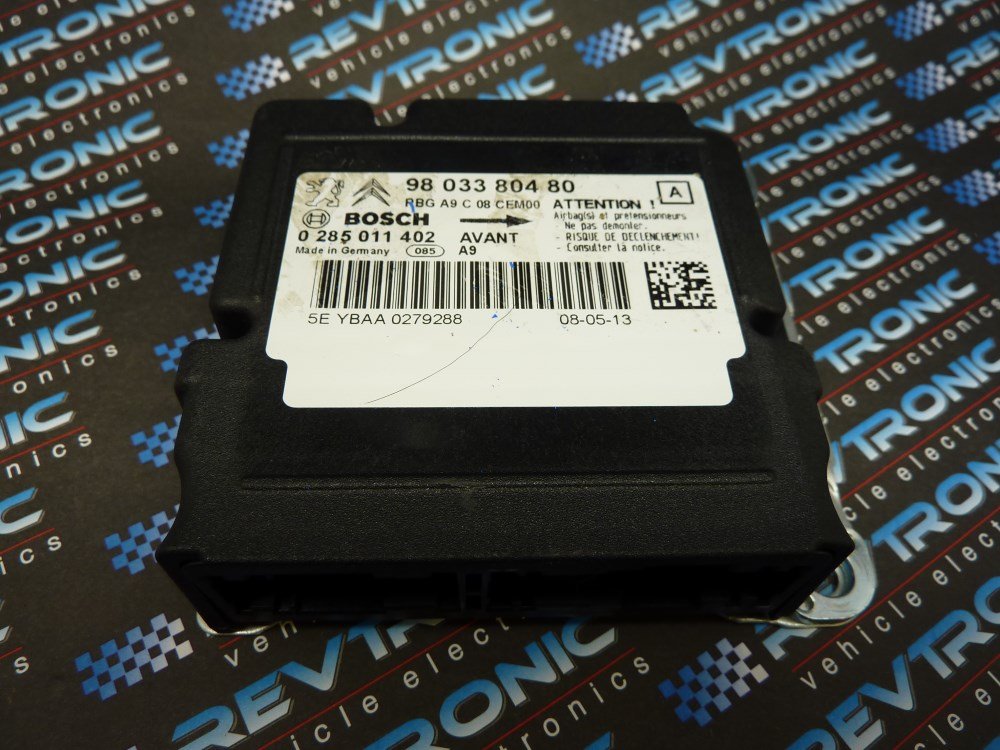 98 033 804 80
A
RBG A9 C 08 CEM00
ATTENTION !
Airbag(s) et pretensionneurs
Ne pas demonter.
- RISQUE DE DECLENCHEMENT!
- Consulter la notice.
BOSCH
0 285 011 402 AVANT
Made in Germany 085 A9
5E YBAA 0279288
08-05-13
REVTRONIC
vehicle electronics